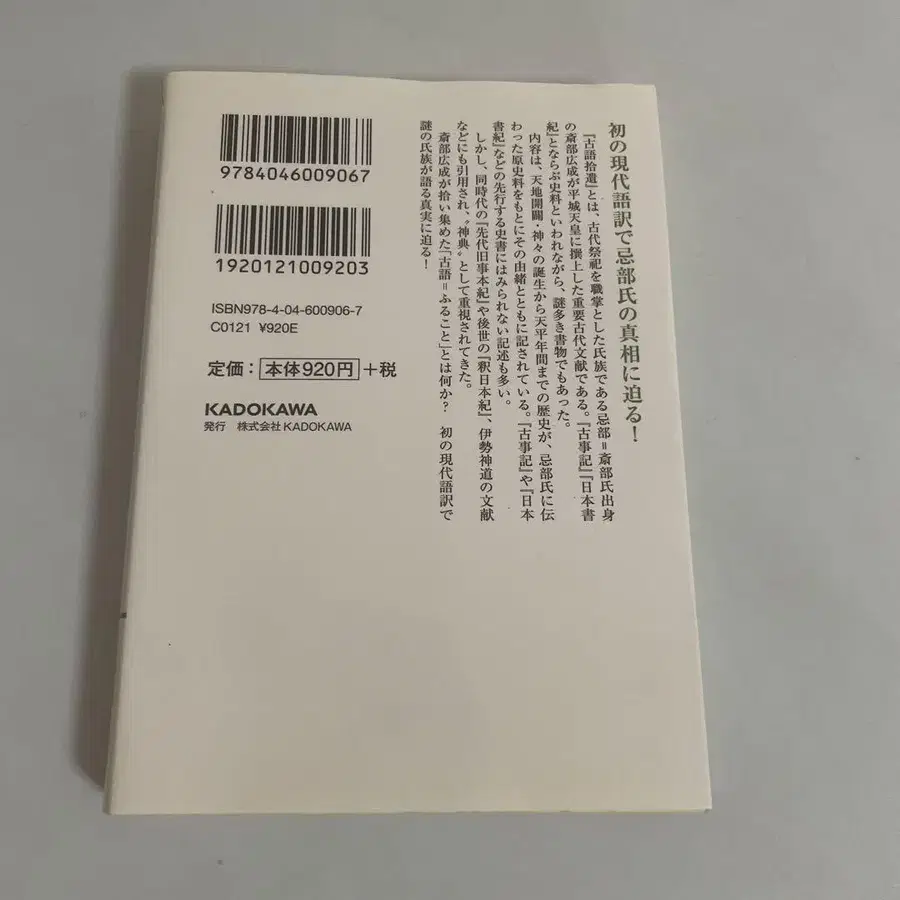 初の現代語訳で忌部氏の真相に迫る！
『古語拾遺』とは、古代祭祀を職掌とした氏族である忌部＝斎部氏出身
の斎部広成が平城天皇に撰上した重要古代文献である。『古事記』『日本書
紀』とならぶ史料といわれながら、謎多き書物でもあった。
内容は、天地開闢・神々の誕生から天平年間までの歴史が、忌部氏に伝
わった原史料をもとにその由緒とともに記されている。『古事記』や『日本
書紀』などの先行する史書にはみられない記述も多い。
しかし、同時代の『先代旧事本紀』や後世の『釈日本紀』、伊勢神道の文献
などにも引用され、〝神典〟として重視されてきた。
斎部広成が拾い集めた「古語＝ふること」とは何か？　初の現代語訳で
謎の氏族が語る真実に迫る！
9784046009067
1920121009203
ISBN978-4-04-600906-7
C0121 ¥920E
定価：本体920円＋税
KADOKAWA
発行　株式会社KADOKAWA